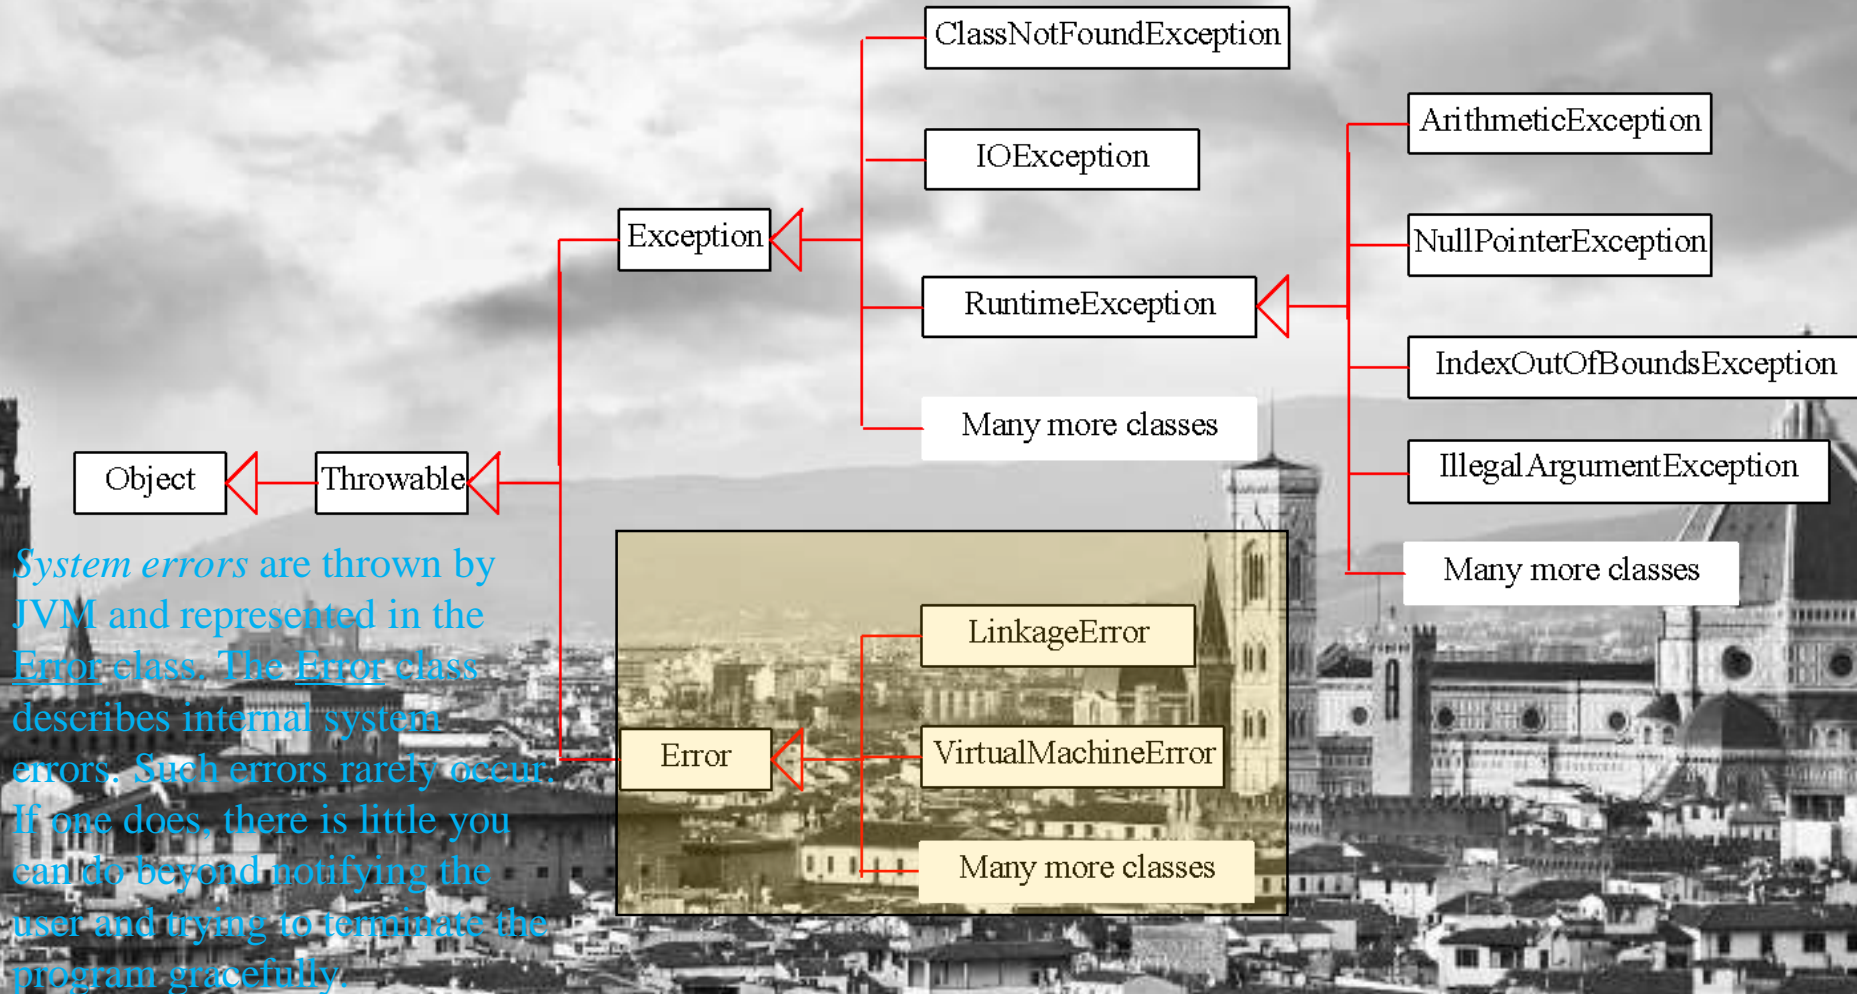 ClassNotFoundException
ArithmeticException
IOException
Exception
NullPointerException
RuntimeException
IndexOutOfBoundsException
Many more classes
Object
Throwable
IllegalArgumentException
Many more classes
System errors are thrown by
JVM and represented in the
Error class. The Error class
describes internal system
errors. Such errors rarely occur.
If one does, there is little you
can do beyond notifying the
user and trying to terminate the
program gracefully.
LinkageError
Error
VirtualMachineError
Many more classes